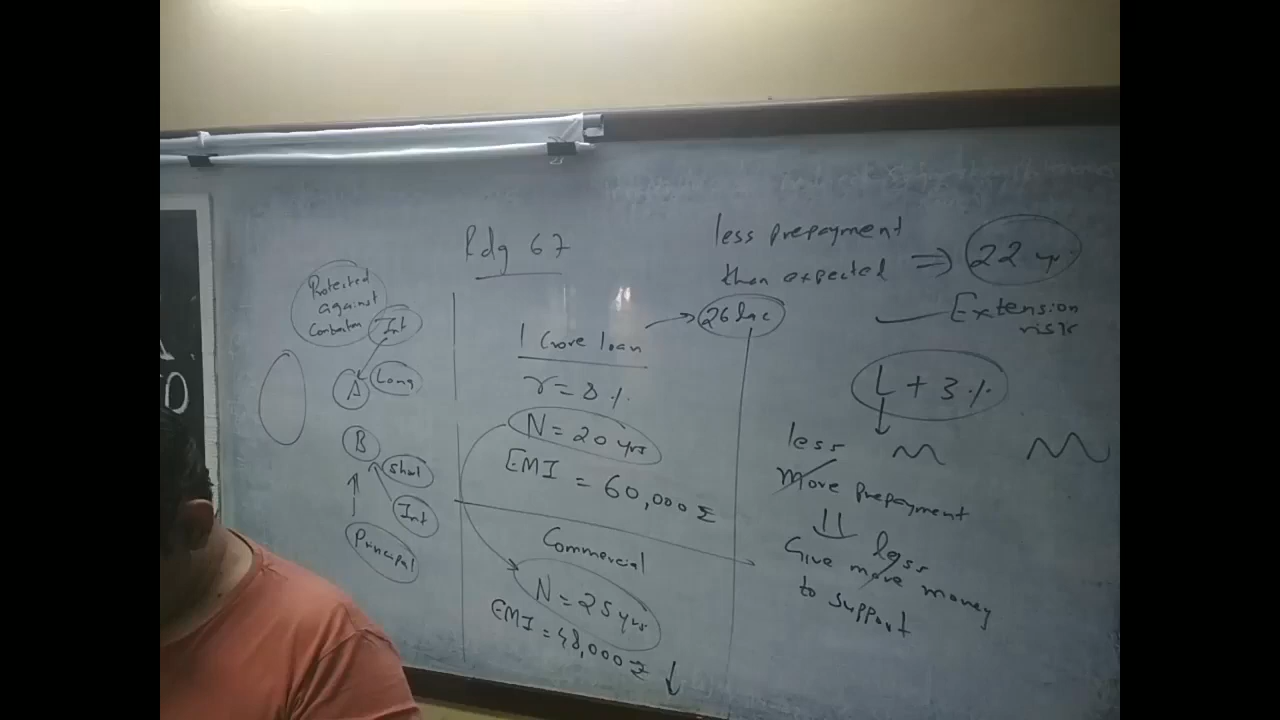 Rdg 67
Protected
against
Int
A
Long
B
Short
Int
Principal
1 Crore loan
26 lac
r = 8 %
N = 20 yrs
EMI = 60,000
Commercial
N = 25 yrs
EMI = 48,000 ↓
less prepayment
than expected ⇒ 22 yr.
Extension
risk
L + 3 %
less
More prepayment
less
Give more money
to support